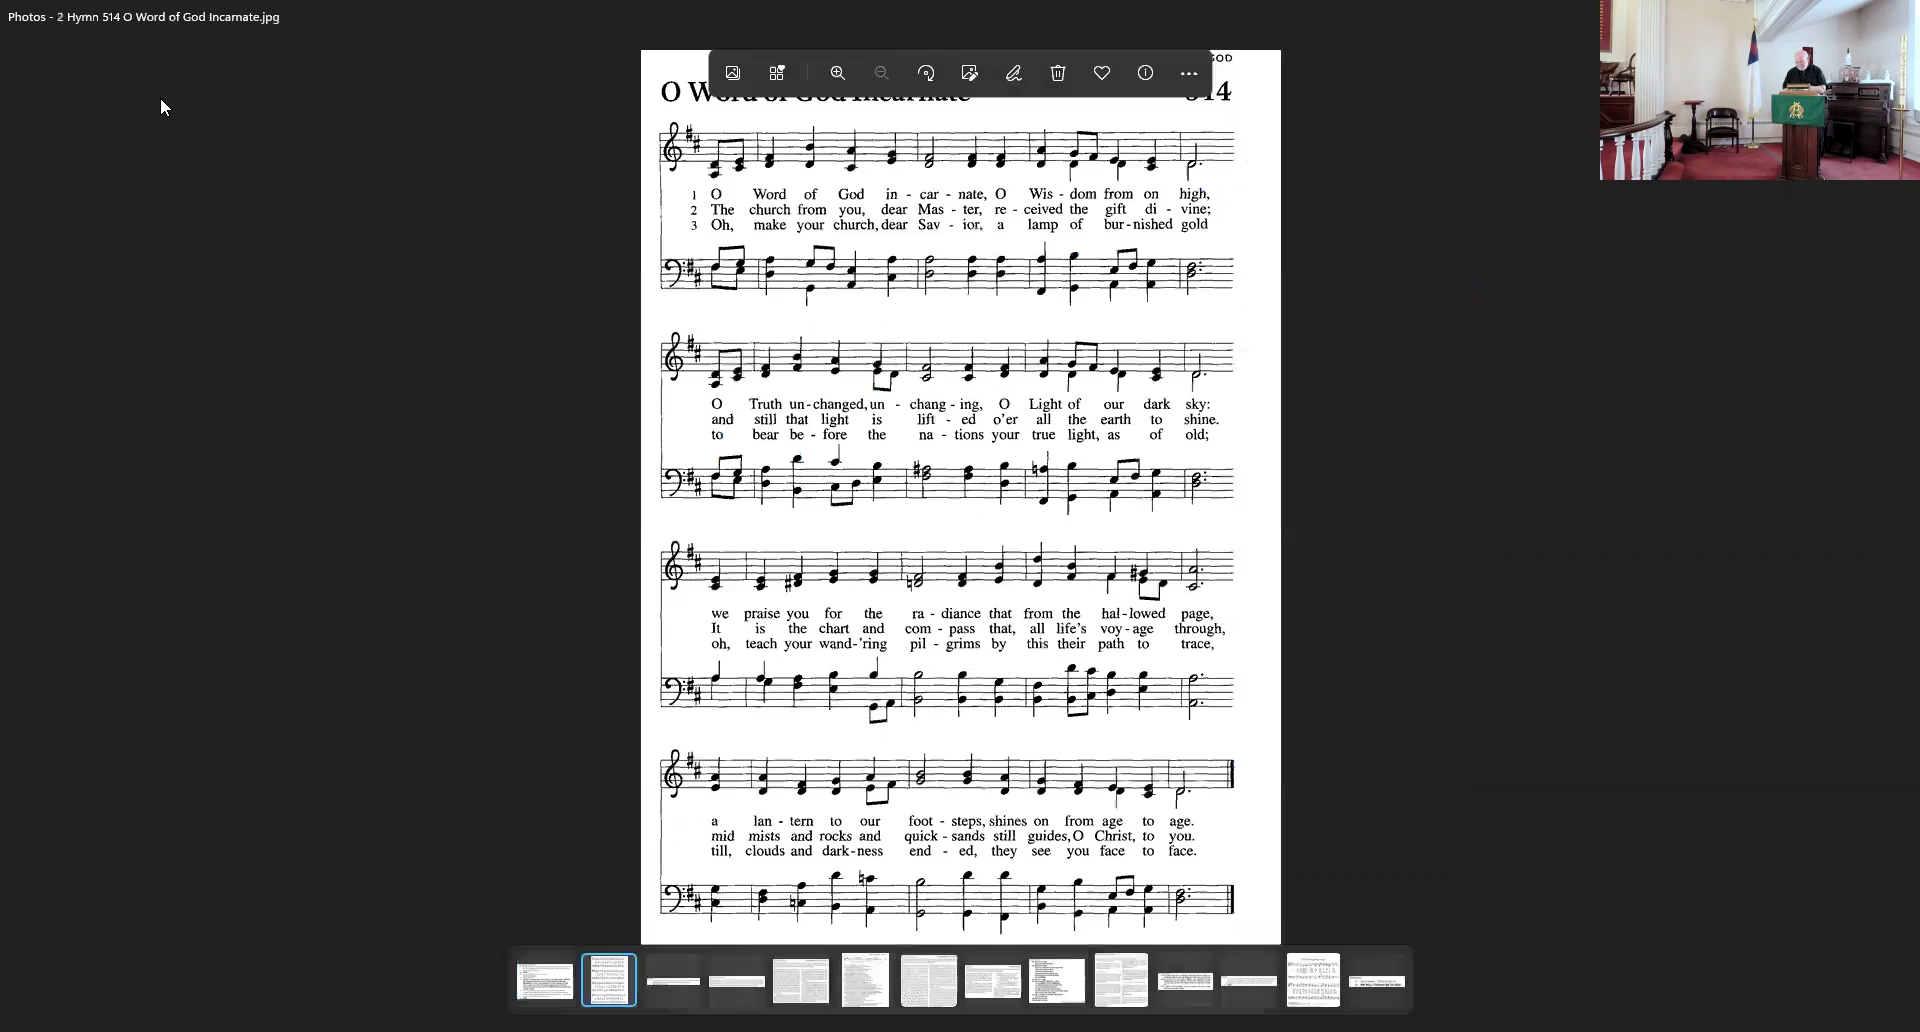 Photos - 2 Hymn 514 O Word of God Incarnate.jpg
GOD
O Word of God Incarnate 514
1 O Word of God in - car - nate, O Wis - dom from on high,
2 The church from you, dear Mas - ter, re - ceived the gift di - vine;
3 Oh, make your church, dear Sav - ior, a lamp of bur - nished gold
O Truth un - changed, un - chang - ing, O Light of our dark sky:
and still that light is lift - ed o'er all the earth to shine.
to bear be - fore the na - tions your true light, as of old;
we praise you for the ra - diance that from the hal - lowed page,
It is the chart and com - pass that, all life's voy - age through,
oh, teach your wand - 'ring pil - grims by this their path to trace,
a lan - tern to our foot - steps, shines on from age to age.
mid mists and rocks and quick - sands still guides, O Christ, to you.
till, clouds and dark - ness end - ed, they see you face to face.